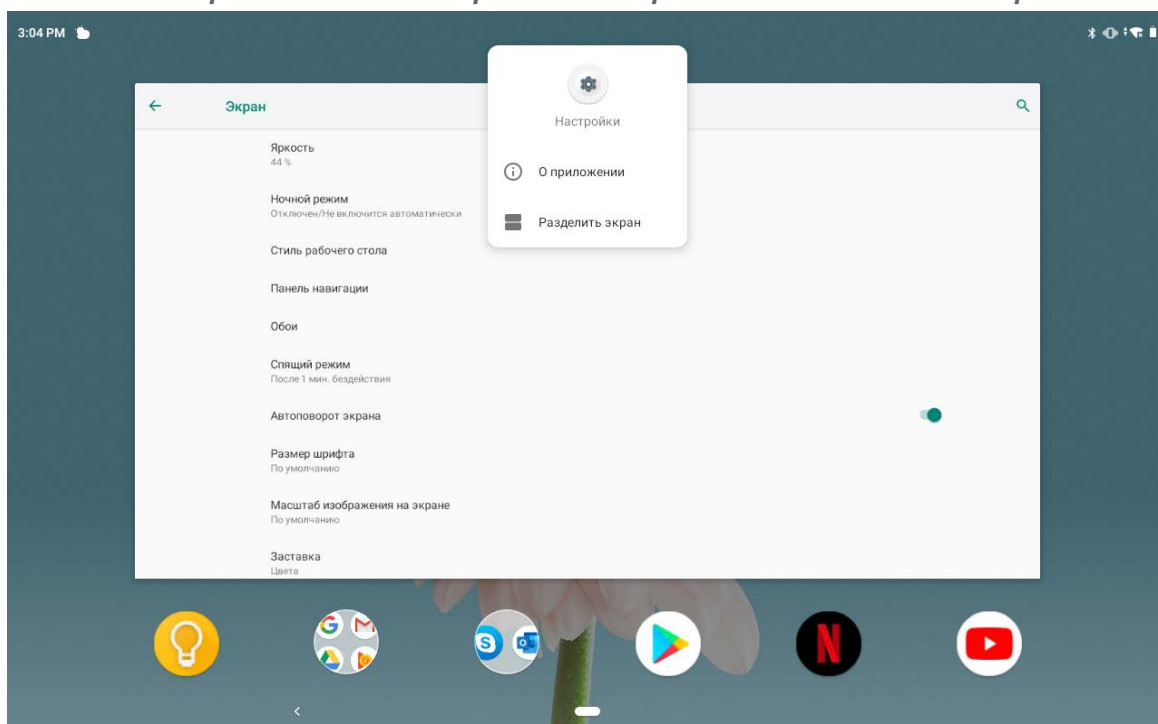 3:04 PM
Настройки
О приложении
Разделить экран
Экран
Яркость
44 %
Ночной режим
Отключен/Не включится автоматически
Стиль рабочего стола
Панель навигации
Обои
Спящий режим
После 1 мин. бездействия
Автоповорот экрана
Размер шрифта
По умолчанию
Масштаб изображения на экране
По умолчанию
Заставка
Цвета